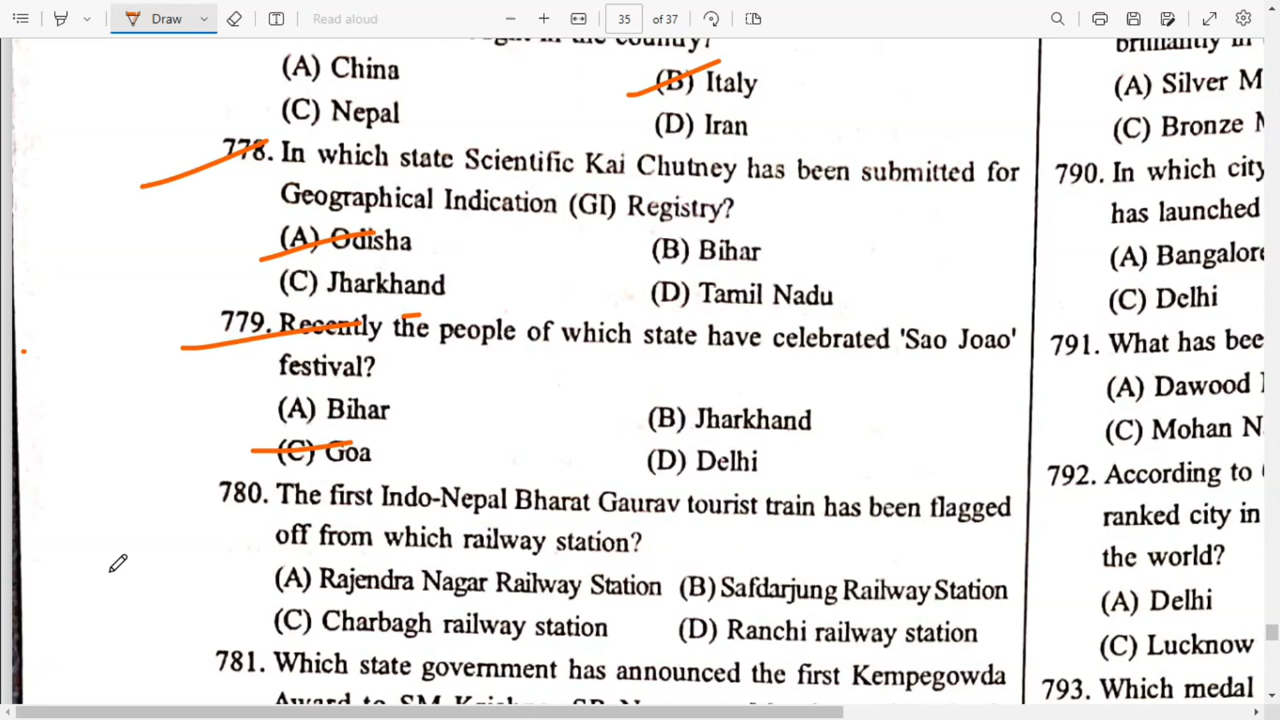 Draw
Read aloud
35
of 37
(A) China
(B) Italy
(C) Nepal
(D) Iran
778. In which state Scientific Kai Chutney has been submitted for
Geographical Indication (GI) Registry?
(A) Odisha
(B) Bihar
(C) Jharkhand
(D) Tamil Nadu
779. Recently the people of which state have celebrated 'Sao Joao'
festival?
(A) Bihar
(B) Jharkhand
(C) Goa
(D) Delhi
780. The first Indo-Nepal Bharat Gaurav tourist train has been flagged
off from which railway station?
(A) Rajendra Nagar Railway Station
(B) Safdarjung Railway Station
(C) Charbagh railway station
(D) Ranchi railway station
781. Which state government has announced the first Kempegowda
brilliantly in
(A) Silver M
(C) Bronze
790. In which city
has launched
(A) Bangalore
(C) Delhi
791. What has bee
(A) Dawood
(C) Mohan N
792. According to
ranked city in
the world?
(A) Delhi
(C) Lucknow
793. Which medal